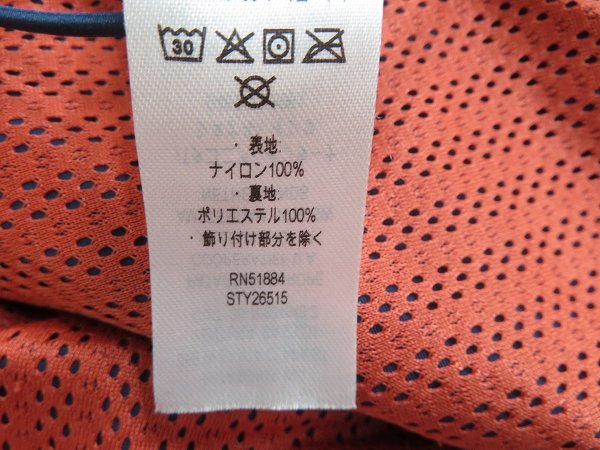 30
・表地:
ナイロン100%
・裏地:
ポリエステル100%
・飾り付け部分を除く
RN51884
STY26515